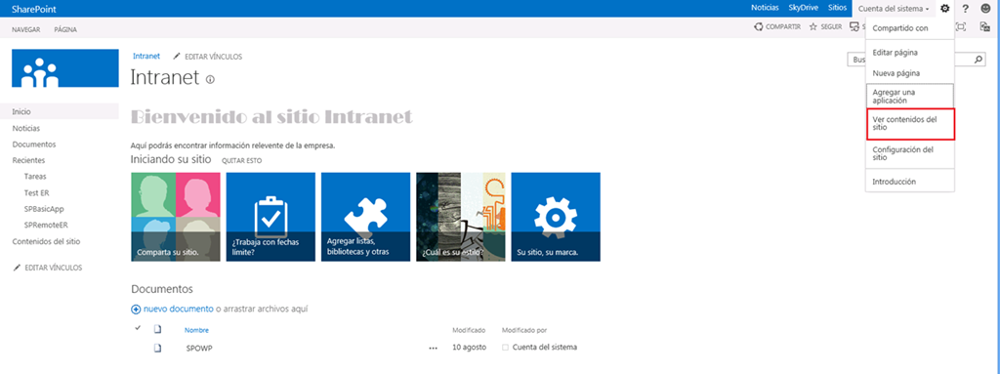 SharePoint
Noticias SkyDrive Sitios Cuenta del sistema ?
NAVEGAR PÁGINA
COMPARTIR SEGUIR S
Compartido con
Editar página
Nueva página
Agregar una
aplicación
Ver contenidos del
sitio
Configuración del
sitio
Introducción
Intranet EDITAR VÍNCULOS
Intranet
Bus
Inicio
Noticias
Documentos
Recientes
Tareas
Test ER
SPBasicApp
SPRemoteER
Contenidos del sitio
EDITAR VÍNCULOS
Bienvenido al sitio Intranet
Aquí podrás encontrar información relevente de la empresa.
Iniciando su sitio QUITAR ESTO
Comparta su sitio.
¿Trabaja con fechas
límite?
Agregar listas,
bibliotecas y otras
¿Cuál es su estilo?
Su sitio, su marca.
Documentos
nuevo documento o arrastrar archivos aquí
Nombre Modificado Modificado por
SPOWP ... 10 agosto Cuenta del sistema